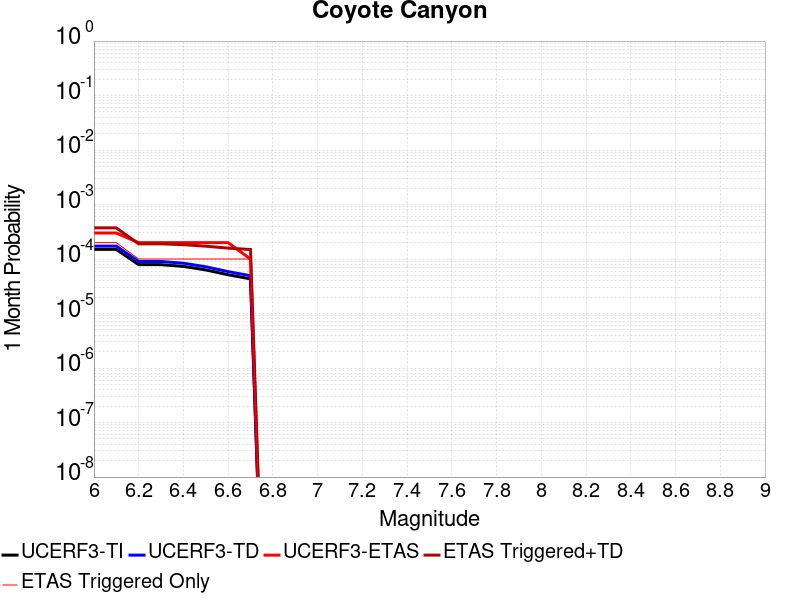 Coyote Canyon
10^0
10^-1
10^-2
10^-3
10^-4
10^-5
10^-6
10^-7
10^-8
1 Month Probability
6 6.2 6.4 6.6 6.8 7 7.2 7.4 7.6 7.8 8 8.2 8.4 8.6 8.8 9
Magnitude
UCERF3-TI UCERF3-TD UCERF3-ETAS ETAS Triggered+TD
ETAS Triggered Only